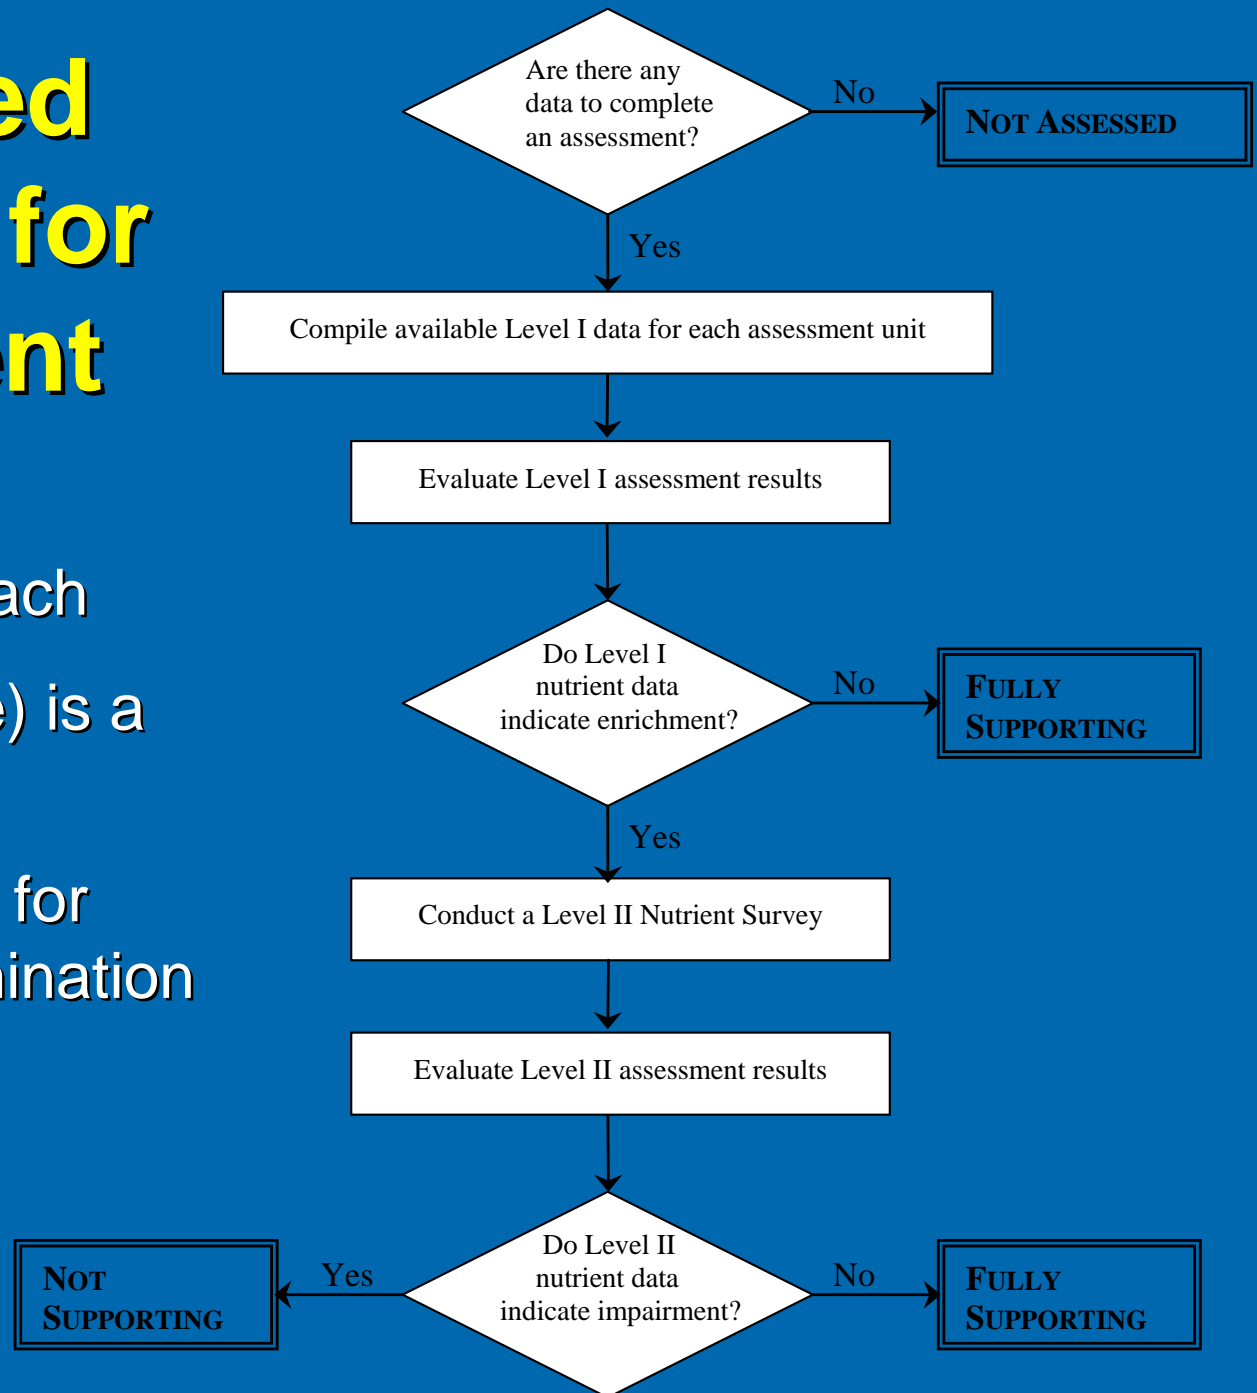 ed
for
ent
ach
e) is a
for
nination
Are there any
data to complete
an assessment?
No
NOT ASSESSED
Yes
Compile available Level I data for each assessment unit
Evaluate Level I assessment results
Do Level I
nutrient data
indicate enrichment?
No
FULLY
SUPPORTING
Yes
Conduct a Level II Nutrient Survey
Evaluate Level II assessment results
Do Level II
nutrient data
indicate impairment?
Yes
NOT
SUPPORTING
No
FULLY
SUPPORTING